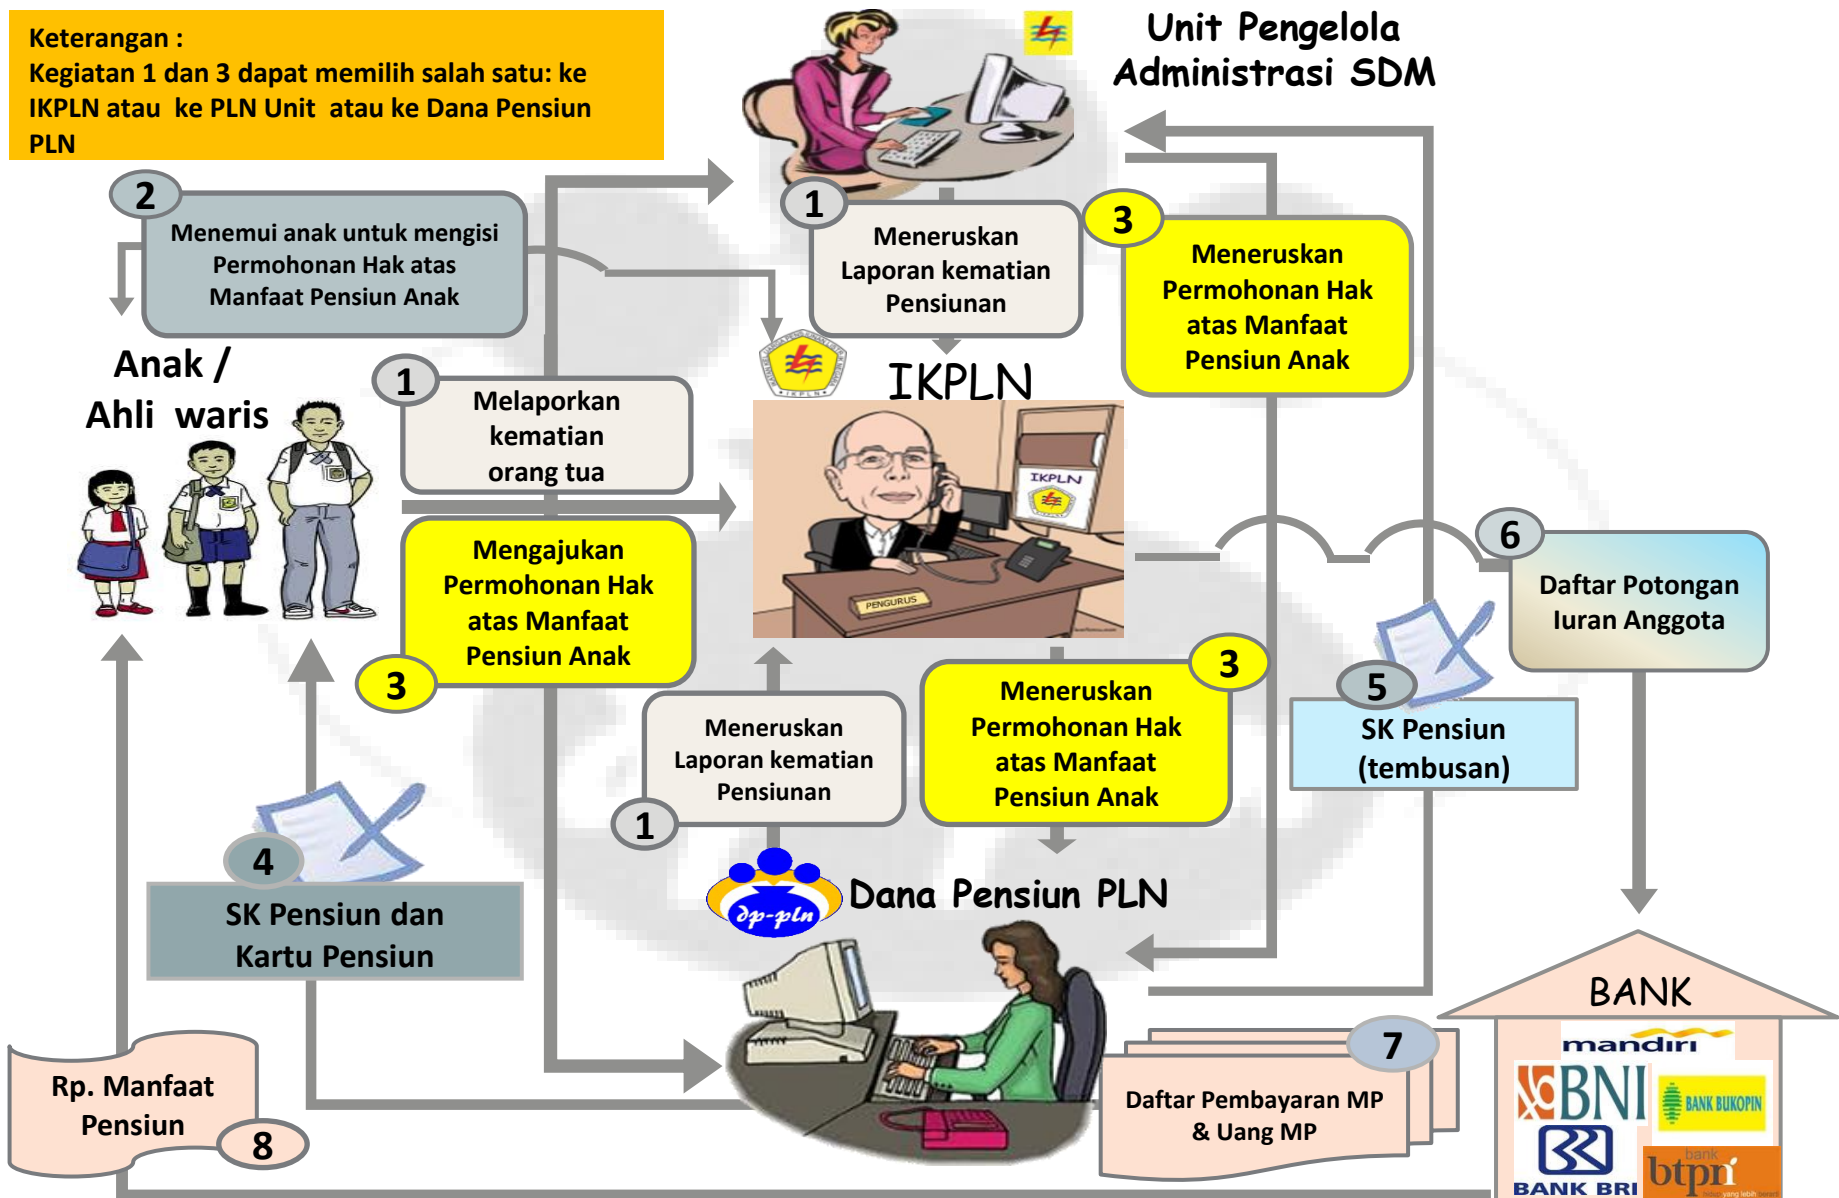 Keterangan :
Kegiatan 1 dan 3 dapat memilih salah satu: ke
IKPLN atau ke PLN Unit atau ke Dana Pensiun
PLN
Unit Pengelola
Administrasi SDM
2
Menemui anak untuk mengisi
Permohonan Hak atas
Manfaat Pensiun Anak
1
Meneruskan
Laporan kematian
Pensiunan
3
Meneruskan
Permohonan Hak
atas Manfaat
Pensiun Anak
Anak /
Ahli waris
1
Melaporkan
kematian
orang tua
IKPLN
IKPLN
IKPLN
PENGURUS
Mengajukan
Permohonan Hak
atas Manfaat
Pensiun Anak
3
6
Daftar Potongan
Iuran Anggota
Meneruskan
Laporan kematian
Pensiunan
1
3
Meneruskan
Permohonan Hak
atas Manfaat
Pensiun Anak
5
SK Pensiun
(tembusan)
4
SK Pensiun dan
Kartu Pensiun
dp-pln
Dana Pensiun PLN
BANK
mandiri
BNI
BANK BUKOPIN
BANK BRI
bank
btpn
7
Daftar Pembayaran MP
& Uang MP
Rp. Manfaat
Pensiun
8